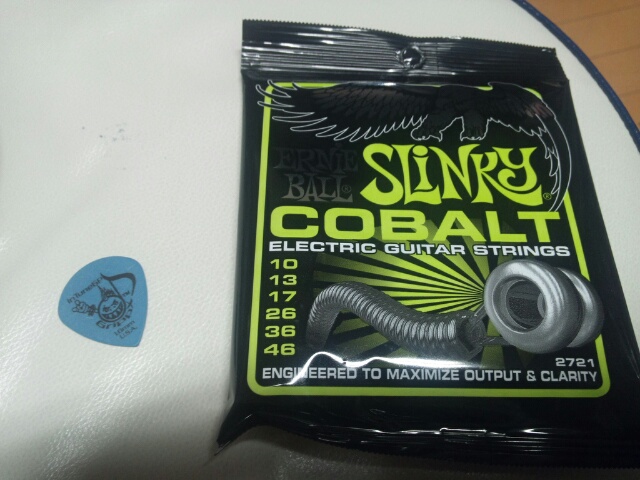 ERNIE
BALL®
SLINKY®
COBALT
ELECTRIC GUITAR STRINGS
10
13
17
26
36
46
2721
ENGINEERED TO MAXIMIZE OUTPUT & CLARITY
USA